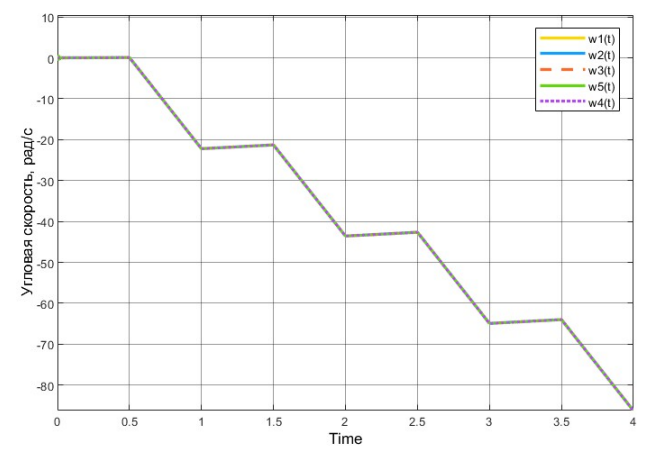 10
0
-10
-20
-30
-40
-50
-60
-70
-80
Угловая скорость, рад/с
w1(t)
w2(t)
w3(t)
w5(t)
w4(t)
0 0.5 1 1.5 2 2.5 3 3.5 4
Time